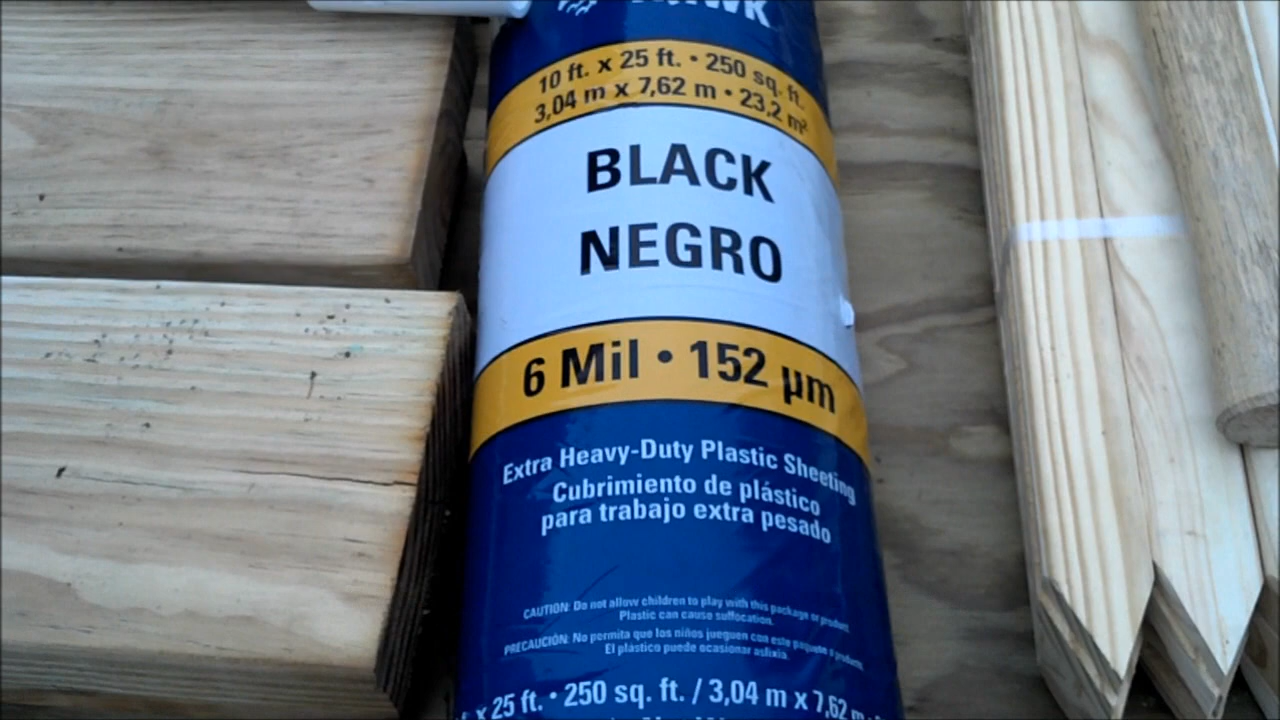 10 ft. x 25 ft. • 250 sq. ft.
3,04 m x 7,62 m • 23,2 m²
BLACK
NEGRO
6 Mil • 152 µm
Extra Heavy-Duty Plastic Sheeting
Cubrimiento de plástico
para trabajo extra pesado
CAUTION: Do not allow children to play with this package or product.
Plastic can cause suffocation.
PRECAUCIÓN: No permita que los niños jueguen con este paquete o producto.
El plástico puede ocasionar asfixia.
x 25 ft. • 250 sq. ft. / 3,04 m x 7,62 m